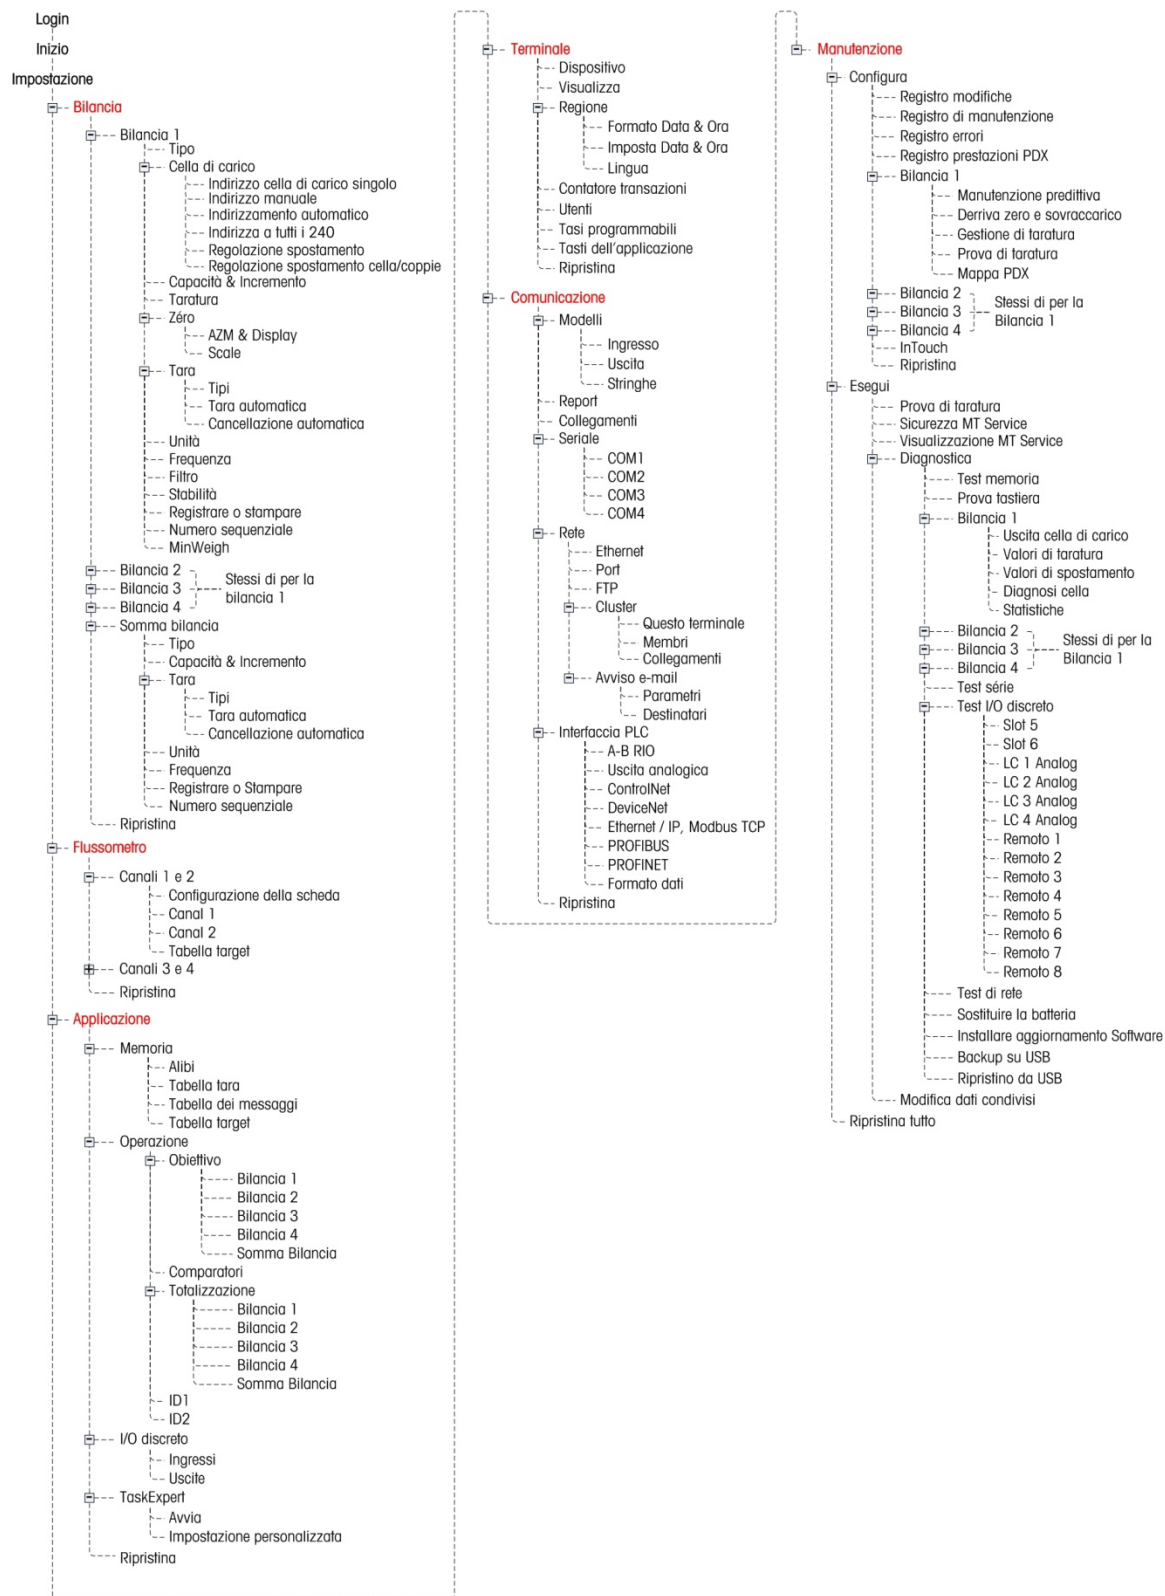 Login
Inizio
Impostazione
Bilancia
Bilancia 1
Tipo
Cella di carico
Indirizzo cella di carico singolo
Indirizzo manuale
Indirizzamento automatico
Indirizza a tutti i 240
Regolazione spostamento
Regolazione spostamento cella/coppie
Capacità & Incremento
Taratura
Zéro
AZM & Display
Scale
Tara
Tipi
Tara automatica
Cancellazione automatica
Unità
Frequenza
Filtro
Stabilità
Registrare o stampare
Numero sequenziale
MinWeigh
Bilancia 2
Bilancia 3
Bilancia 4
Stessi di per la
bilancia 1
Somma bilancia
Tipo
Capacità & Incremento
Tara
Tipi
Tara automatica
Cancellazione automatica
Unità
Frequenza
Registrare o Stampare
Numero sequenziale
Ripristina
Flussometro
Canali 1 e 2
Configurazione della scheda
Canal 1
Canal 2
Tabella target
Canali 3 e 4
Ripristina
Applicazione
Memoria
Alibi
Tabella tara
Tabella dei messaggi
Tabella target
Operazione
Obiettivo
Bilancia 1
Bilancia 2
Bilancia 3
Bilancia 4
Somma Bilancia
Comparatori
Totalizzazione
Bilancia 1
Bilancia 2
Bilancia 3
Bilancia 4
Somma Bilancia
ID1
ID2
I/O discreto
Ingressi
Uscite
TaskExpert
Avvia
Impostazione personalizzata
Ripristina
Terminale
Dispositivo
Visualizza
Regione
Formato Data & Ora
Imposta Data & Ora
Lingua
Contatore transazioni
Utenti
Tasi programmabili
Tasti dell'applicazione
Ripristina
Comunicazione
Modelli
Ingresso
Uscita
Stringhe
Report
Collegamenti
Seriale
COM1
COM2
COM3
COM4
Rete
Ethernet
Port
FTP
Cluster
Questo terminale
Membri
Collegamenti
Avviso e-mail
Parametri
Destinatari
Interfaccia PLC
A-B RIO
Uscita analogica
ControlNet
DeviceNet
Ethernet / IP, Modbus TCP
PROFIBUS
PROFINET
Formato dati
Ripristina
Manutenzione
Configura
Registro modifiche
Registro di manutenzione
Registro errori
Registro prestazioni PDX
Bilancia 1
Manutenzione predittiva
Derriva zero e sovraccarico
Gestione di taratura
Prova di taratura
Mappa PDX
Bilancia 2
Bilancia 3
Bilancia 4
Stessi di per la
Bilancia 1
InTouch
Ripristina
Esegui
Prova di taratura
Sicurezza MT Service
Visualizzazione MT Service
Diagnostica
Test memoria
Prova tastiera
Bilancia 1
Uscita cella di carico
Valori di taratura
Valori di spostamento
Diagnosi cella
Statistiche
Bilancia 2
Bilancia 3
Bilancia 4
Stessi di per la
Bilancia 1
Test série
Test I/O discreto
Slot 5
Slot 6
LC 1 Analog
LC 2 Analog
LC 3 Analog
LC 4 Analog
Remoto 1
Remoto 2
Remoto 3
Remoto 4
Remoto 5
Remoto 6
Remoto 7
Remoto 8
Test di rete
Sostituire la batteria
Installare aggiornamento Software
Backup su USB
Ripristino da USB
Modifica dati condivisi
Ripristina tutto